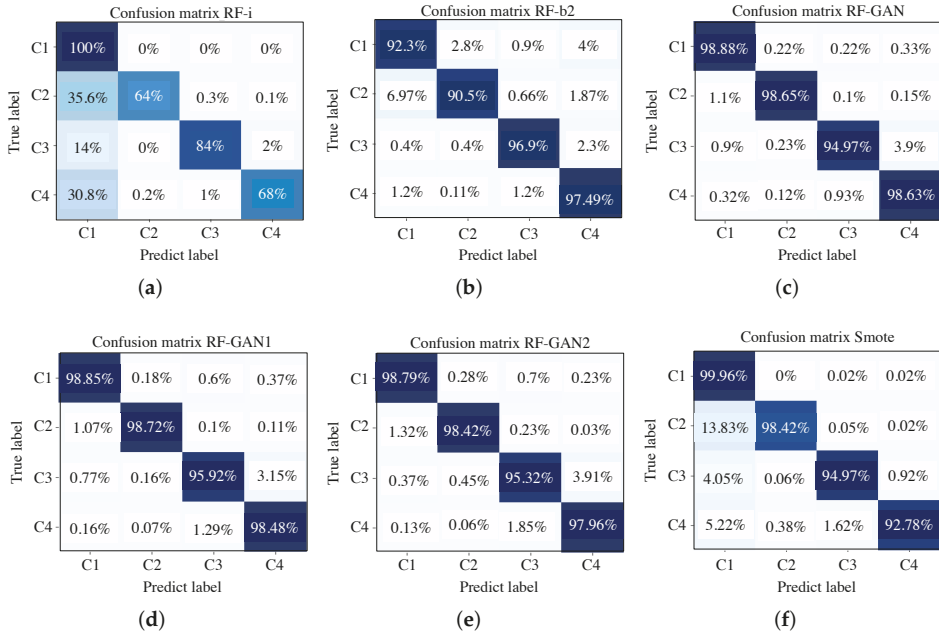 Confusion matrix RF-i
True label
C1 100% 0% 0% 0%
C2 35.6% 64% 0.3% 0.1%
C3 14% 0% 84% 2%
C4 30.8% 0.2% 1% 68%
C1 C2 C3 C4
Predict label
(a)
Confusion matrix RF-b2
True label
C1 92.3% 2.8% 0.9% 4%
C2 6.97% 90.5% 0.66% 1.87%
C3 0.4% 0.4% 96.9% 2.3%
C4 1.2% 0.11% 1.2% 97.49%
C1 C2 C3 C4
Predict label
(b)
Confusion matrix RF-GAN
True label
C1 98.88% 0.22% 0.22% 0.33%
C2 1.1% 98.65% 0.1% 0.15%
C3 0.9% 0.23% 94.97% 3.9%
C4 0.32% 0.12% 0.93% 98.63%
C1 C2 C3 C4
Predict label
(c)
Confusion matrix RF-GAN1
True label
C1 98.85% 0.18% 0.6% 0.37%
C2 1.07% 98.72% 0.1% 0.11%
C3 0.77% 0.16% 95.92% 3.15%
C4 0.16% 0.07% 1.29% 98.48%
C1 C2 C3 C4
Predict label
(d)
Confusion matrix RF-GAN2
True label
C1 98.79% 0.28% 0.7% 0.23%
C2 1.32% 98.42% 0.23% 0.03%
C3 0.37% 0.45% 95.32% 3.91%
C4 0.13% 0.06% 1.85% 97.96%
C1 C2 C3 C4
Predict label
(e)
Confusion matrix Smote
True label
C1 99.96% 0% 0.02% 0.02%
C2 13.83% 98.42% 0.05% 0.02%
C3 4.05% 0.06% 94.97% 0.92%
C4 5.22% 0.38% 1.62% 92.78%
C1 C2 C3 C4
Predict label
(f)